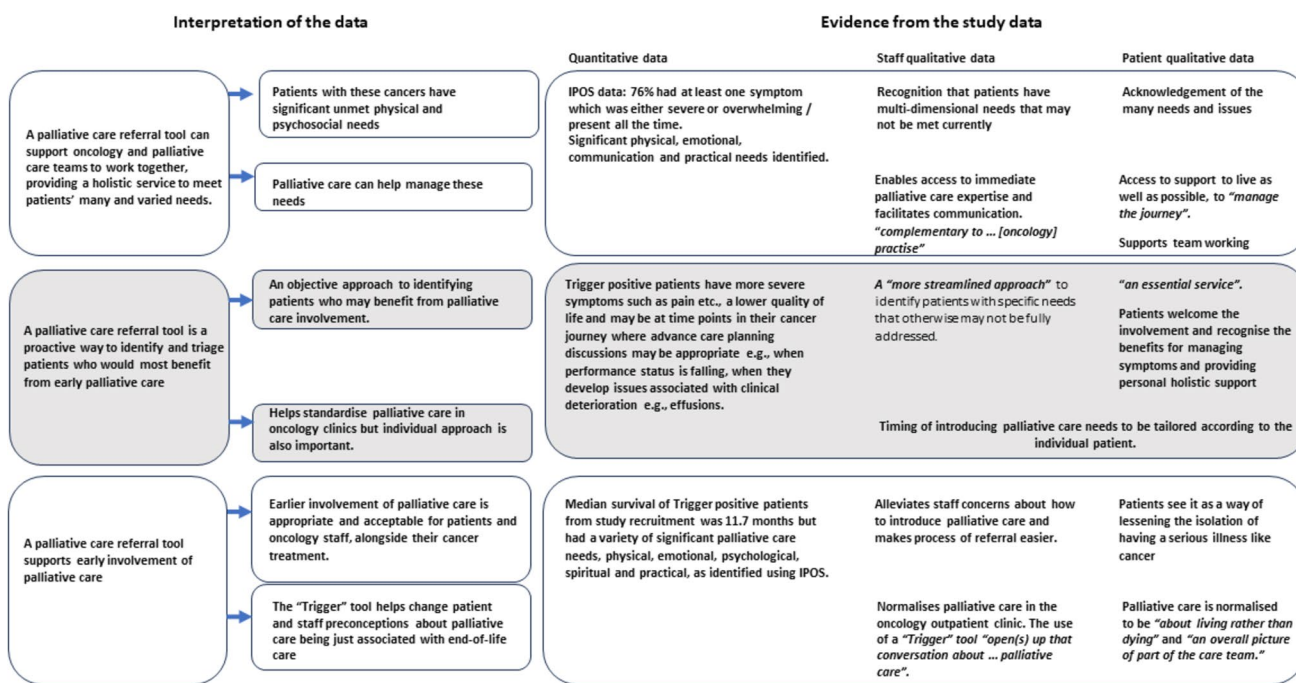 Interpretation of the data
Evidence from the study data
Quantitative data
Staff qualitative data
Patient qualitative data
A palliative care referral tool can
support oncology and palliative
care teams to work together,
providing a holistic service to meet
patients' many and varied needs.
Patients with these cancers have
significant unmet physical and
psychosocial needs
Palliative care can help manage these
needs
IPOS data: 76% had at least one symptom
which was either severe or overwhelming /
present all the time.
Significant physical, emotional,
communication and practical needs identified.
Recognition that patients have
multi-dimensional needs that may
not be met currently
Enables access to immediate
palliative care expertise and
facilitates communication.
"complementary to ... [oncology]
practise"
Acknowledgement of the
many needs and issues
Access to support to live as
well as possible, to "manage
the journey".
Supports team working
A palliative care referral tool is a
proactive way to identify and triage
patients who would most benefit
from early palliative care
An objective approach to identifying
patients who may benefit from palliative
care involvement.
Helps standardise palliative care in
oncology clinics but individual approach is
also important.
Trigger positive patients have more severe
symptoms such as pain etc., a lower quality of
life and may be at time points in their cancer
journey where advance care planning
discussions may be appropriate e.g., when
performance status is falling, when they
develop issues associated with clinical
deterioration e.g., effusions.
A "more streamlined approach" to
identify patients with specific needs
that otherwise may not be fully
addressed.
"an essential service".
Patients welcome the
involvement and recognise the
benefits for managing
symptoms and providing
personal holistic support
Timing of introducing palliative care needs to be tailored according to the
individual patient.
A palliative care referral tool
supports early involvement of
palliative care
Earlier involvement of palliative care is
appropriate and acceptable for patients and
oncology staff, alongside their cancer
treatment.
The "Trigger" tool helps change patient
and staff preconceptions about palliative
care being just associated with end-of-life
care
Median survival of Trigger positive patients
from study recruitment was 11.7 months but
had a variety of significant palliative care
needs, physical, emotional, psychological,
spiritual and practical, as identified using IPOS.
Alleviates staff concerns about how
to introduce palliative care and
makes process of referral easier.
Normalises palliative care in the
oncology outpatient clinic. The use
of a "Trigger" tool "open(s) up that
conversation about ... palliative
care".
Patients see it as a way of
lessening the isolation of
having a serious illness like
cancer
Palliative care is normalised
to be "about living rather than
dying" and "an overall picture
of part of the care team."